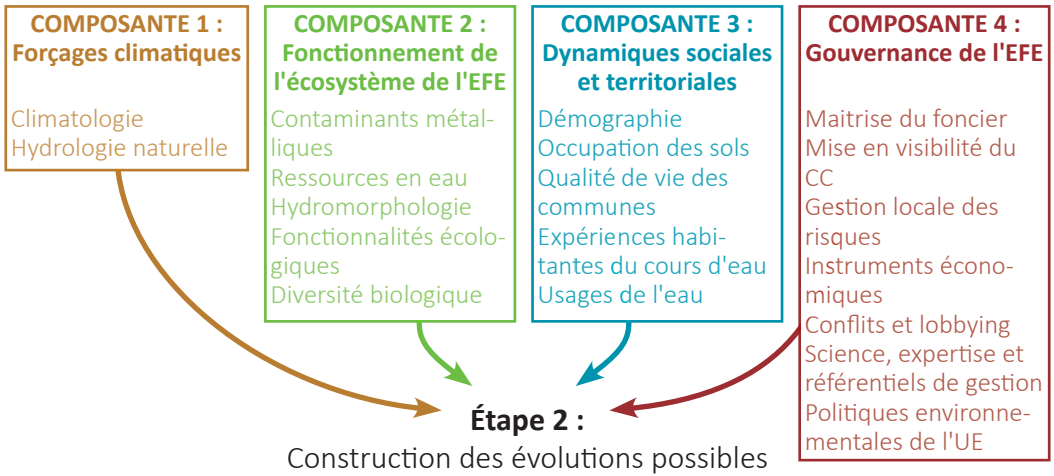 COMPOSANTE 1 :
Forçages climatiques
Climatologie
Hydrologie naturelle
COMPOSANTE 2 :
Fonctionnement de
l'écosystème de l'EFE
Contaminants métal-
liques
Ressources en eau
Hydromorphologie
Fonctionnalités écolo-
giques
Diversité biologique
COMPOSANTE 3 :
Dynamiques sociales
et territoriales
Démographie
Occupation des sols
Qualité de vie des
communes
Expériences habi-
tantes du cours d'eau
Usages de l'eau
COMPOSANTE 4 :
Gouvernance de l'EFE
Maitrise du foncier
Mise en visibilité du
CC
Gestion locale des
risques
Instruments écono-
miques
Conflits et lobbying
Science, expertise et
référentiels de gestion
Politiques environne-
mentales de l'UE
Étape 2 :
Construction des évolutions possibles